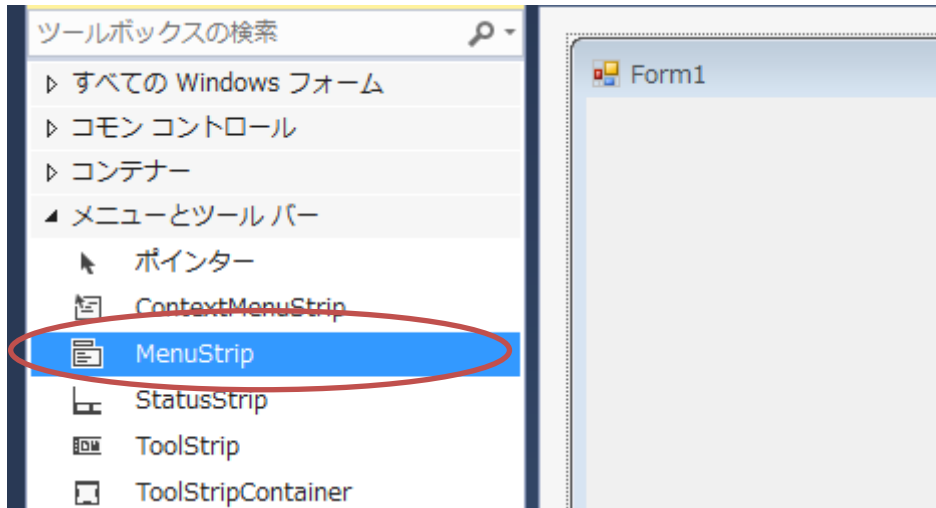 ツールボックスの検索
すべての Windows フォーム
コモン コントロール
コンテナー
メニューとツール バー
ポインター
ContextMenuStrip
MenuStrip
StatusStrip
ToolStrip
ToolStripContainer
Form1